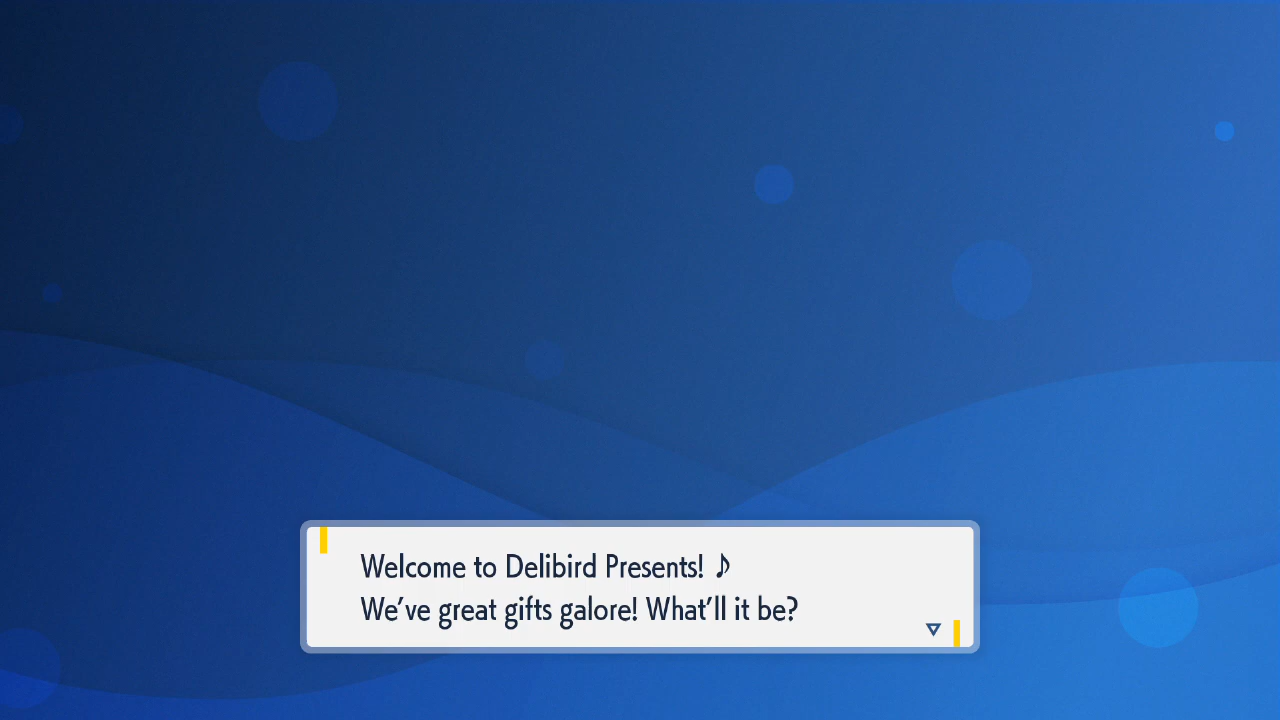 Welcome to Delibird Presents! ♪
We've great gifts galore! What'll it be?